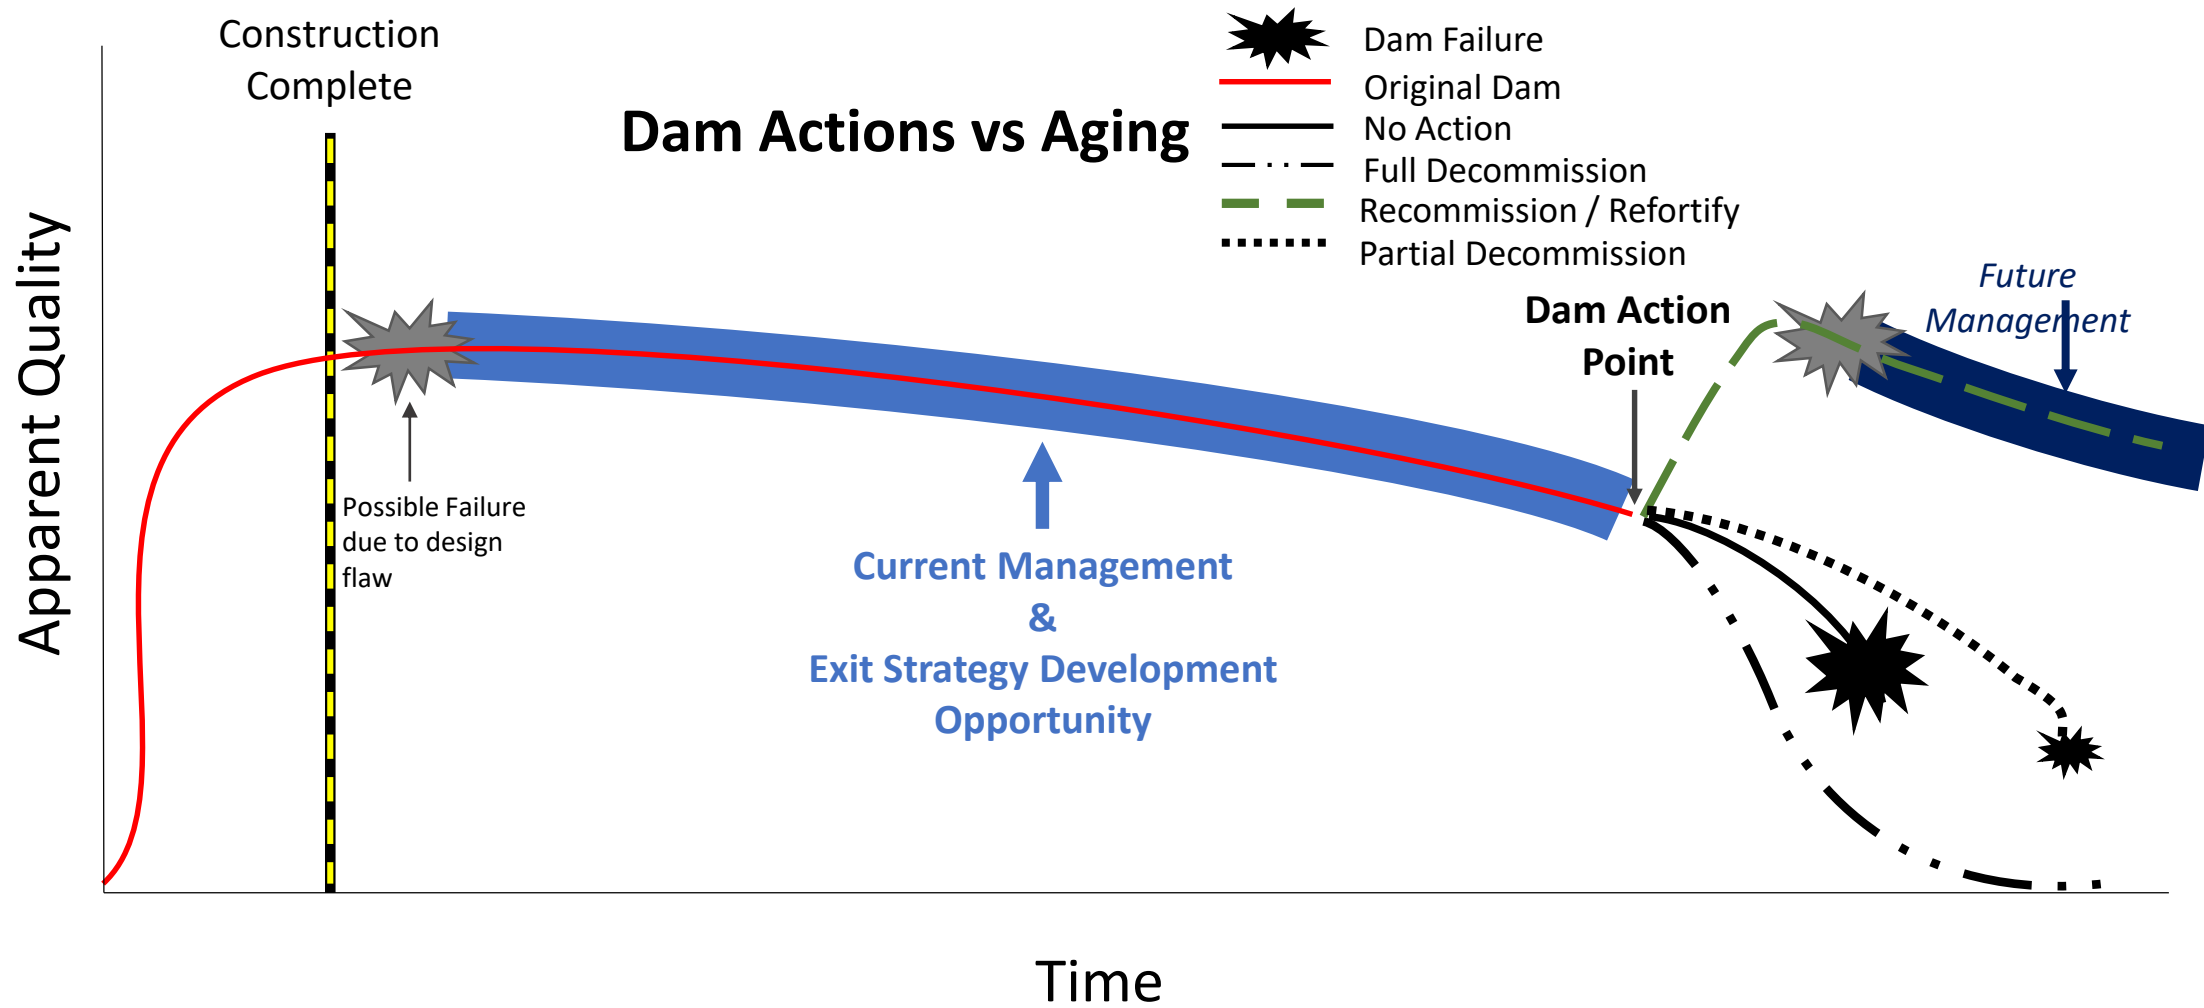 Construction
Complete
Dam Actions vs Aging
Dam Failure
Original Dam
No Action
Full Decommission
Recommission / Refortify
Partial Decommission
Future
Management
Dam Action
Point
Apparent Quality
Possible Failure
due to design
flaw
Current Management
&
Exit Strategy Development
Opportunity
Time